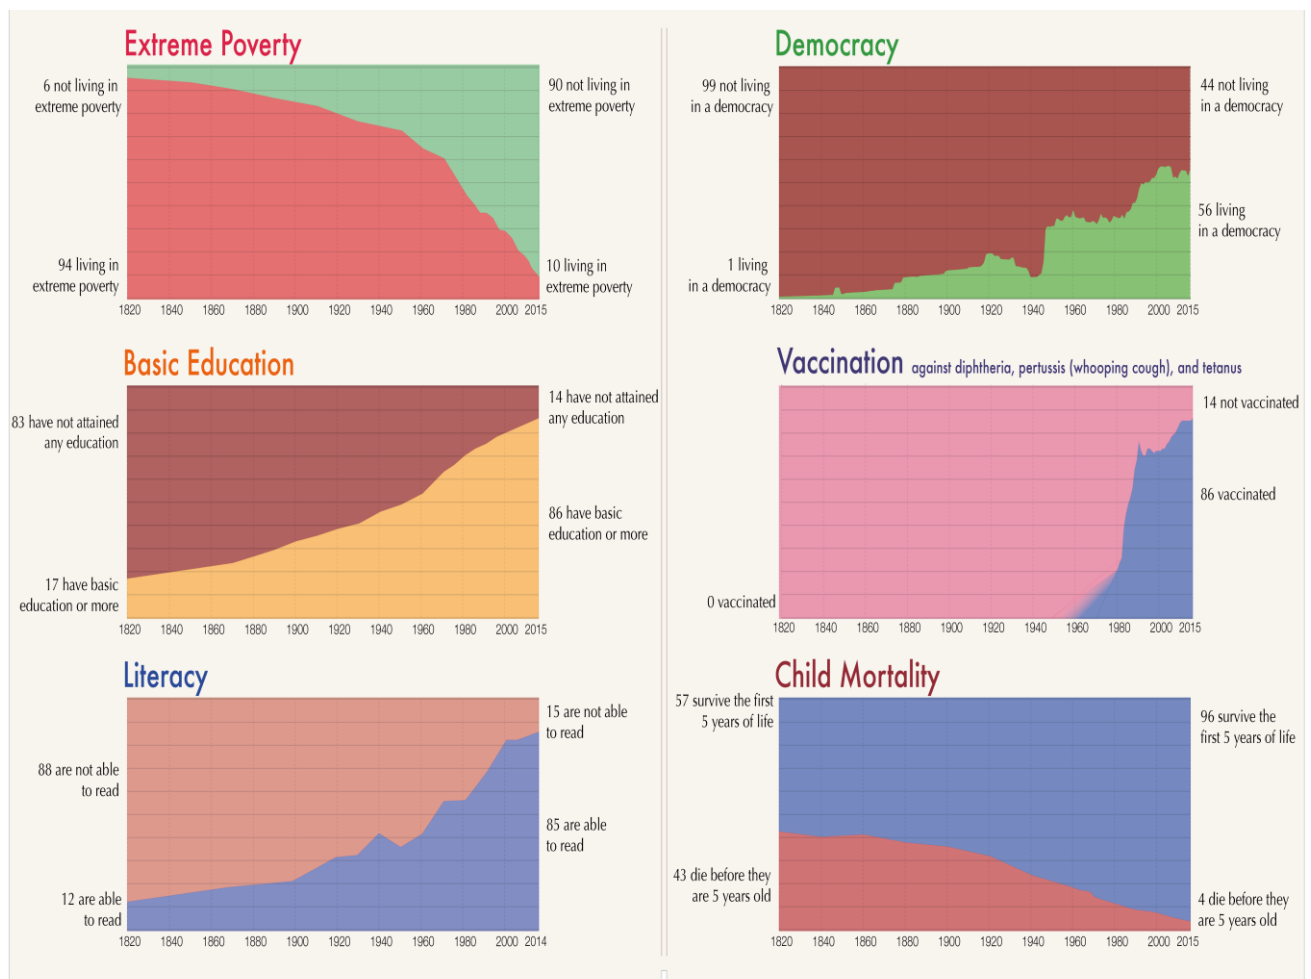 Extreme Poverty
6 not living in
extreme poverty
90 not living in
extreme poverty
94 living in
extreme poverty
10 living in
extreme poverty
1820 1840 1860 1880 1900 1920 1940 1960 1980 2000 2015
Democracy
99 not living
in a democracy
44 not living
in a democracy
56 living
in a democracy
1 living
in a democracy
1820 1840 1860 1880 1900 1920 1940 1960 1980 2000 2015
Basic Education
83 have not attained
any education
14 have not attained
any education
86 have basic
education or more
17 have basic
education or more
1820 1840 1860 1880 1900 1920 1940 1960 1980 2000 2015
Vaccination against diphtheria, pertussis (whooping cough), and tetanus
14 not vaccinated
86 vaccinated
0 vaccinated
1820 1840 1860 1880 1900 1920 1940 1960 1980 2000 2015
Literacy
15 are not able
to read
88 are not able
to read
85 are able
to read
12 are able
to read
1820 1840 1860 1880 1900 1920 1940 1960 1980 2000 2014
Child Mortality
57 survive the first
5 years of life
96 survive the
first 5 years of life
43 die before they
are 5 years old
4 die before they
are 5 years old
1820 1840 1860 1880 1900 1920 1940 1960 1980 2000 2015